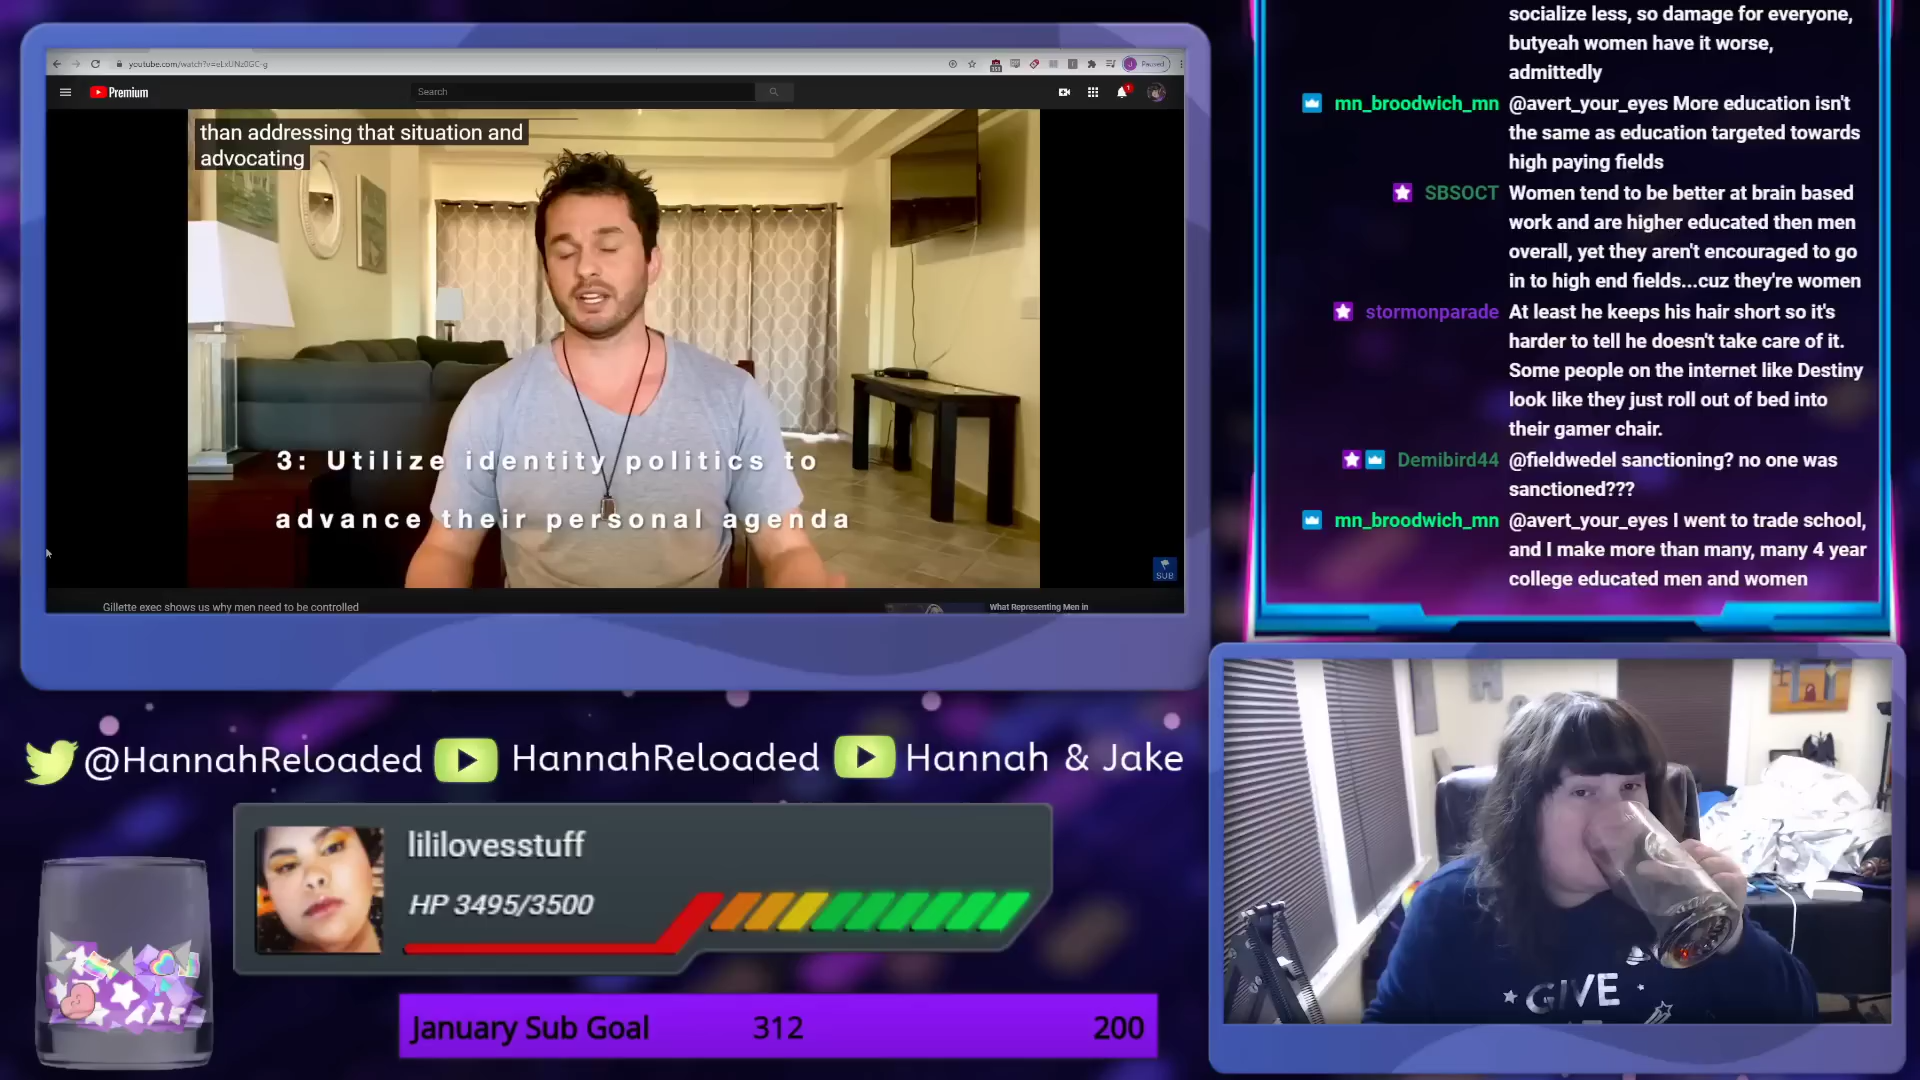 youtube.com/watch?v=eLxUNz0GC-g
Paused
Premium
Search
1
than addressing that situation and
advocating
3: Utilize identity politics to
advance their personal agenda
SUB
Gillette exec shows us why men need to be controlled
What Representing Men in
socialize less, so damage for everyone,
butyeah women have it worse,
admittedly
mn_broodwich_mn @avert_your_eyes More education isn't
the same as education targeted towards
high paying fields
SBSOCT Women tend to be better at brain based
work and are higher educated then men
overall, yet they aren't encouraged to go
in to high end fields...cuz they're women
stormonparade At least he keeps his hair short so it's
harder to tell he doesn't take care of it.
Some people on the internet like Destiny
look like they just roll out of bed into
their gamer chair.
Demibird44 @fieldwedel sanctioning? no one was
sanctioned???
mn_broodwich_mn @avert_your_eyes I went to trade school,
and I make more than many, many 4 year
college educated men and women
@HannahReloaded HannahReloaded Hannah & Jake
lililovesstuff
HP 3495/3500
January Sub Goal 312 200
GIVE